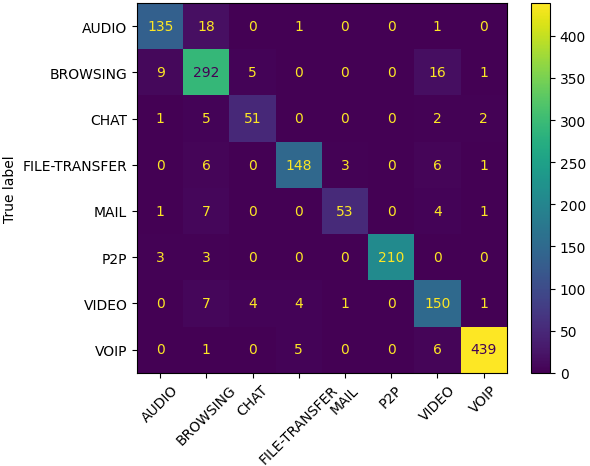 AUDIO 135 18 0 1 0 0 1 0
BROWSING 9 292 5 0 0 0 16 1
CHAT 1 5 51 0 0 0 2 2
FILE-TRANSFER 0 6 0 148 3 0 6 1
MAIL 1 7 0 0 53 0 4 1
P2P 3 3 0 0 0 210 0 0
VIDEO 0 7 4 4 1 0 150 1
VOIP 0 1 0 5 0 0 6 439
True label
AUDIO BROWSING CHAT FILE-TRANSFER MAIL P2P VIDEO VOIP
400
350
300
250
200
150
100
50
0